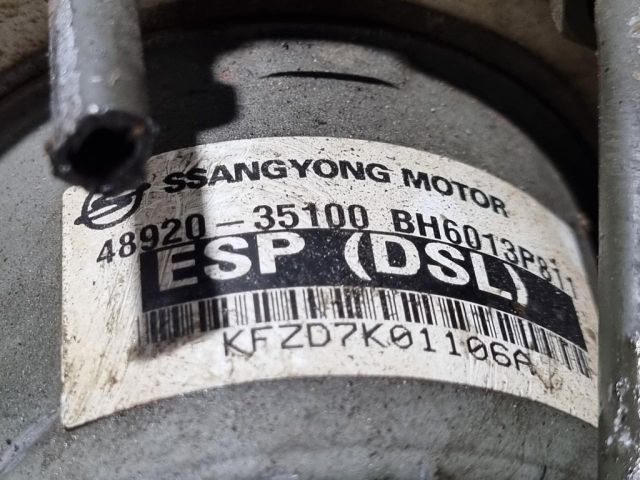 SSANGYONG MOTOR
48920-35100 BH6013P811
ESP (DSL)
KFZD7K01106A